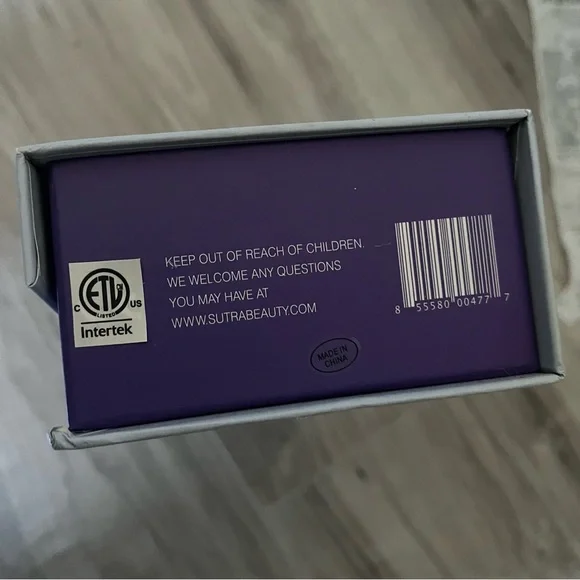 KEEP OUT OF REACH OF CHILDREN.
WE WELCOME ANY QUESTIONS
YOU MAY HAVE AT
WWW.SUTRABEAUTY.COM
C ETL US
LISTED
Intertek
MADE IN
CHINA
8 55580 00477 7